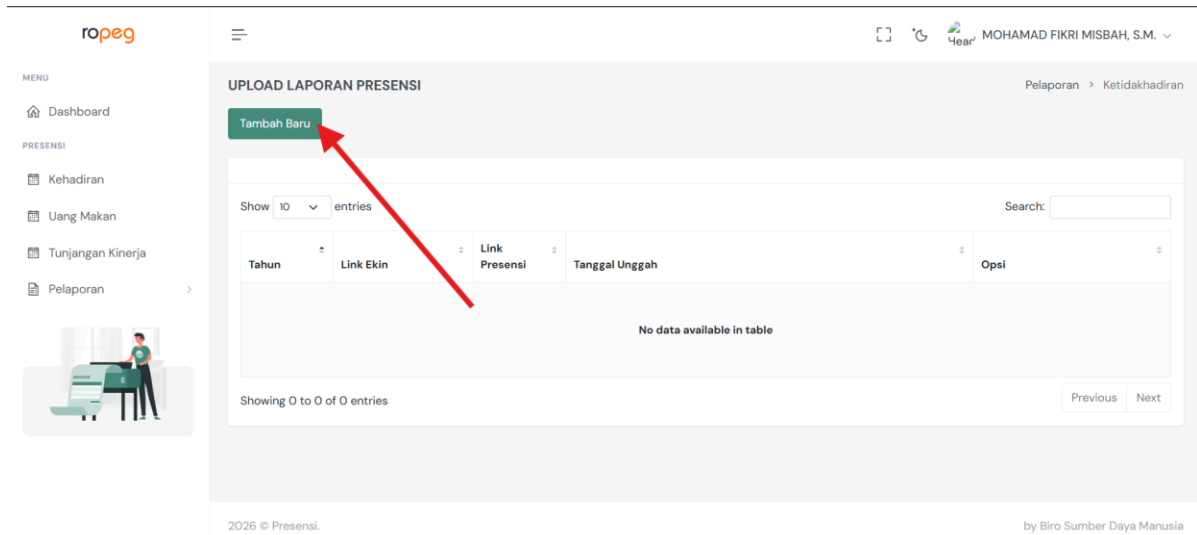 ropeg
MOHAMAD FIKRI MISBAH, S.M.
MENU
Dashboard
PRESENSI
Kehadiran
Uang Makan
Tunjangan Kinerja
Pelaporan
UPLOAD LAPORAN PRESENSI
Pelaporan > Ketidakhadiran
Tambah Baru
Show 10 entries
Search:
Tahun Link Ekin Link Presensi Tanggal Unggah Opsi
No data available in table
Showing 0 to 0 of 0 entries
Previous Next
2026 © Presensi.
by Biro Sumber Daya Manusia